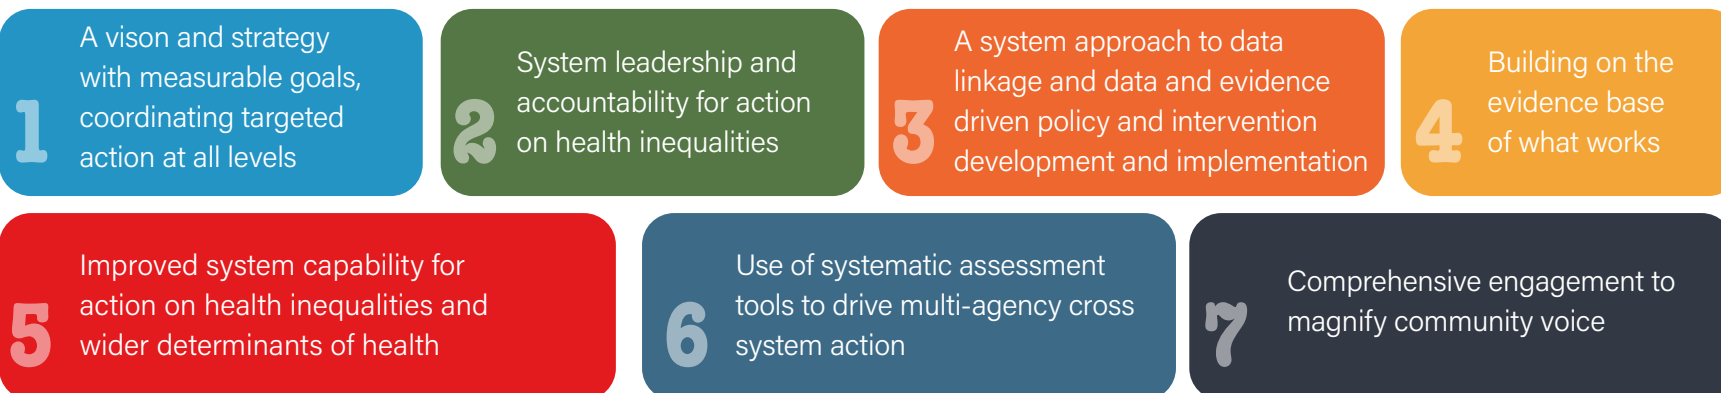 1
A vison and strategy
with measurable goals,
coordinating targeted
action at all levels
2
System leadership and
accountability for action
on health inequalities
3
A system approach to data
linkage and data and evidence
driven policy and intervention
development and implementation
4
Building on the
evidence base
of what works
5
Improved system capability for
action on health inequalities and
wider determinants of health
6
Use of systematic assessment
tools to drive multi-agency cross
system action
7
Comprehensive engagement to
magnify community voice